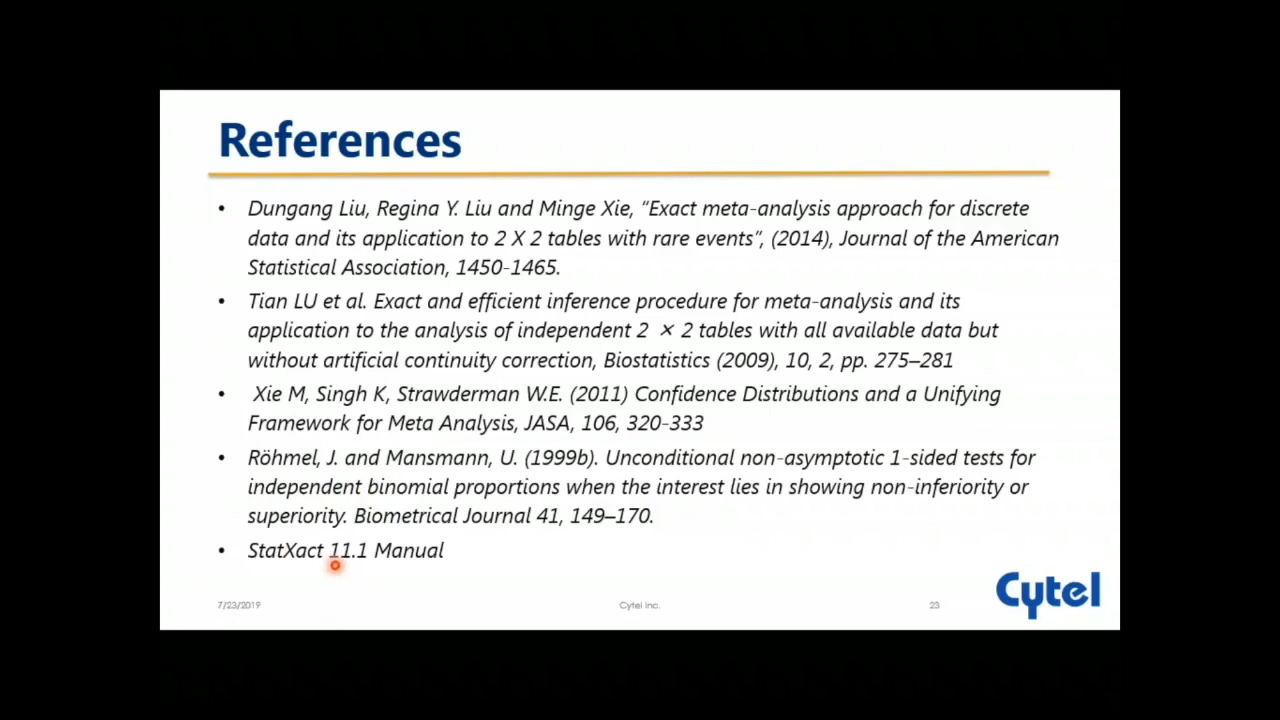 References
• Dungang Liu, Regina Y. Liu and Minge Xie, “Exact meta-analysis approach for discrete
data and its application to 2 X 2 tables with rare events”, (2014), Journal of the American
Statistical Association, 1450-1465.
• Tian LU et al. Exact and efficient inference procedure for meta-analysis and its
application to the analysis of independent 2 × 2 tables with all available data but
without artificial continuity correction, Biostatistics (2009), 10, 2, pp. 275–281
• Xie M, Singh K, Strawderman W.E. (2011) Confidence Distributions and a Unifying
Framework for Meta Analysis, JASA, 106, 320-333
• Röhmel, J. and Mansmann, U. (1999b). Unconditional non-asymptotic 1-sided tests for
independent binomial proportions when the interest lies in showing non-inferiority or
superiority. Biometrical Journal 41, 149–170.
• StatXact 11.1 Manual
7/23/2019 Cytel Inc. 23
Cytel